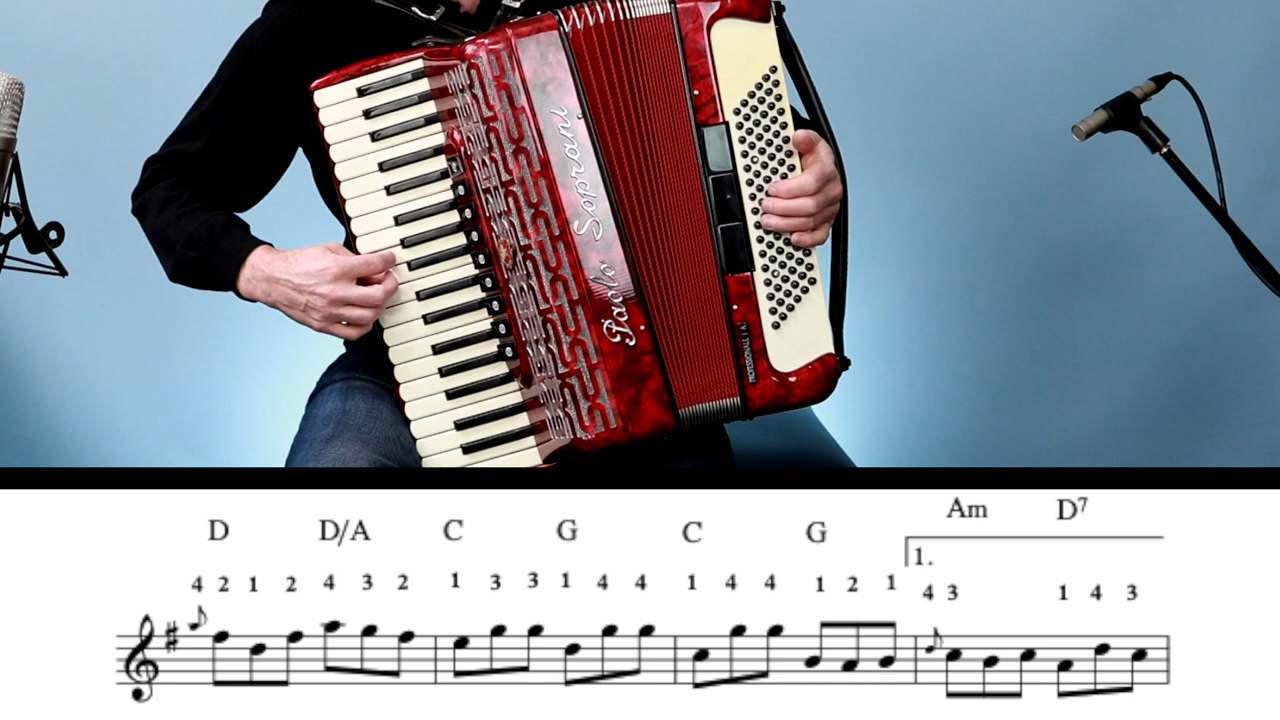 Paolo Soprani
PROFESSIONALE I A.
Am D7
D D/A C G C G
1.
4 2 1 2 4 3 2 1 3 3 1 4 4 1 4 4 1 2 1 4 3 1 4 3